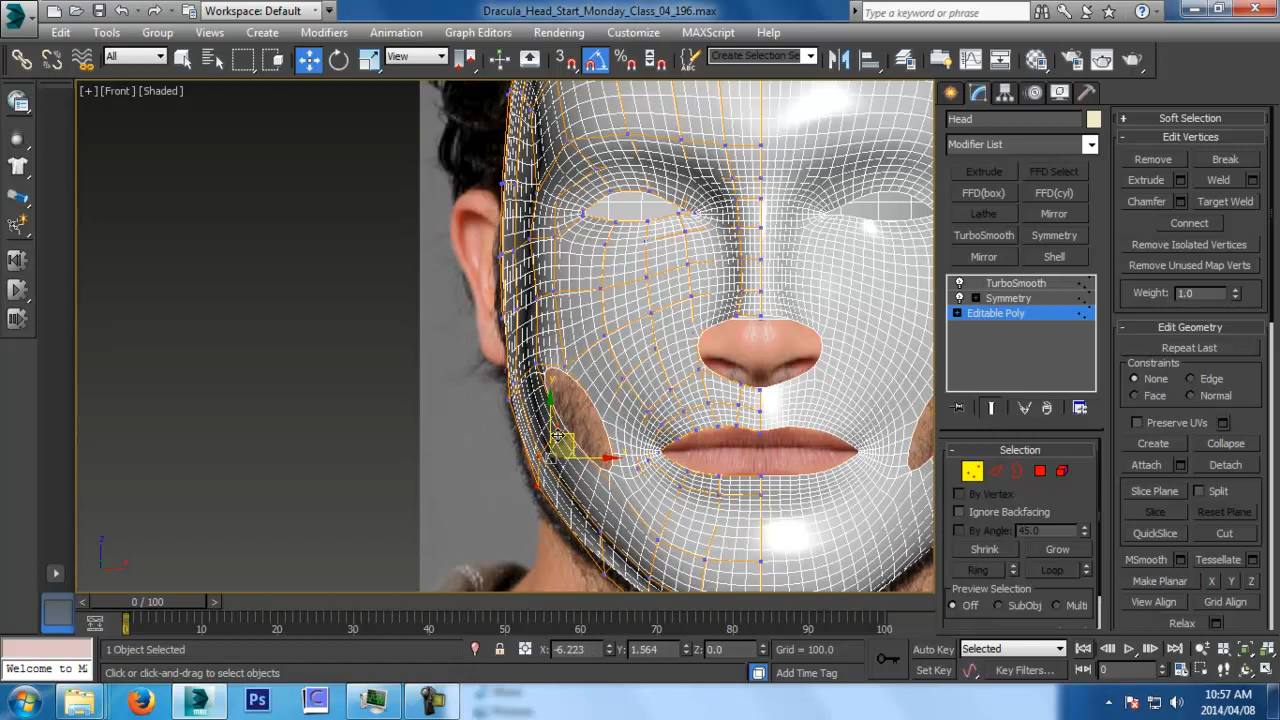 Workspace: Default
Dracula_Head_Start_Monday_Class_04_196.max
Type a keyword or phrase
Edit Tools Group Views Create Modifiers Animation Graph Editors Rendering Customize MAXScript Help
All View Create Selection Se
[ + ] [ Front ] [ Shaded ]
Head
Modifier List
Extrude FFD Select
FFD(box) FFD(cyl)
Lathe Mirror
TurboSmooth Symmetry
Mirror Shell
TurboSmooth
Symmetry
Editable Poly
Selection
By Vertex
Ignore Backfacing
By Angle: 45.0
Shrink Grow
Ring Loop
Preview Selection
Off SubObj Multi
Soft Selection
Edit Vertices
Remove Break
Extrude Weld
Chamfer Target Weld
Connect
Remove Isolated Vertices
Remove Unused Map Verts
Weight: 1.0
Edit Geometry
Repeat Last
Constraints
None Edge
Face Normal
Preserve UVs
Create Collapse
Attach Detach
Slice Plane Split
Slice Reset Plane
QuickSlice Cut
MSmooth Tessellate
Make Planar X Y Z
View Align Grid Align
Relax
z
x
0 / 100
0 10 20 30 40 50 60 70 80 90 100
Welcome to M
1 Object Selected
X: -6.223 Y: 1.564 Z: 0.0 Grid = 100.0
Click or click-and-drag to select objects
Add Time Tag
Auto Key Selected
Set Key Key Filters...
0
10:57 AM
2014/04/08